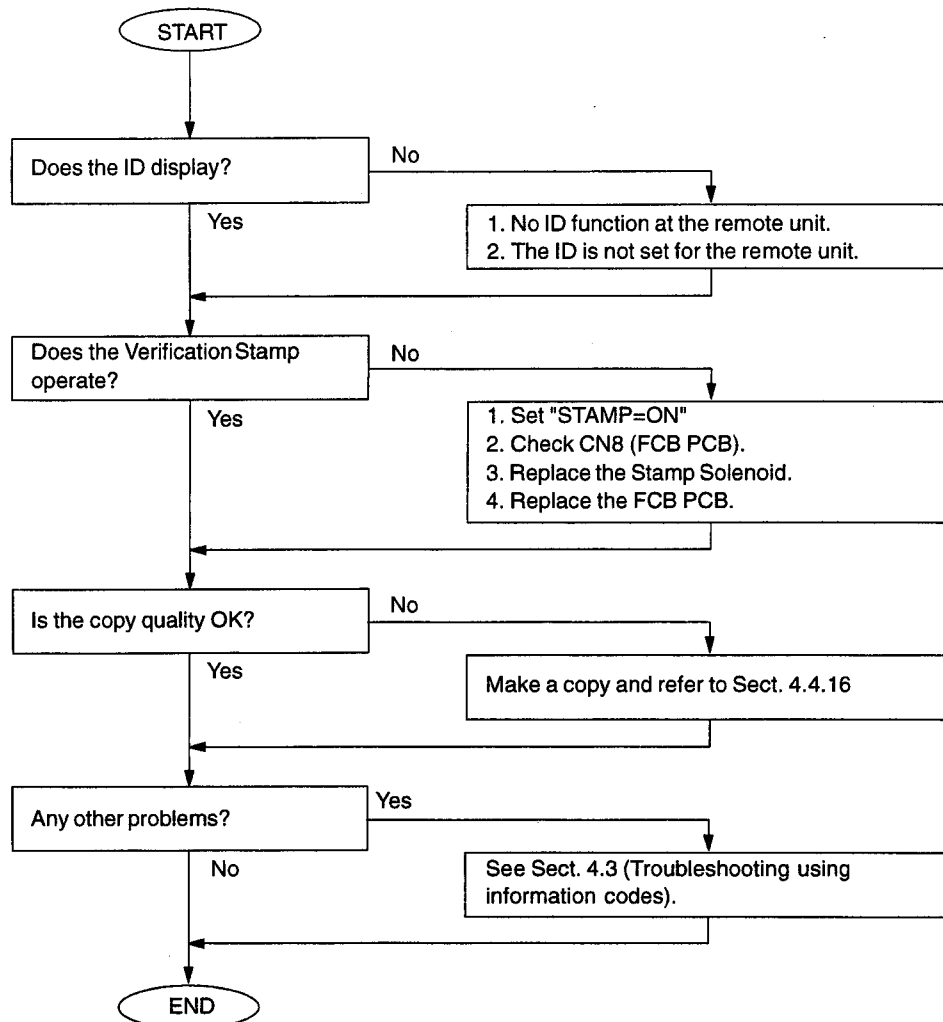 START
Does the ID display?
No
Yes
1. No ID function at the remote unit.
2. The ID is not set for the remote unit.
Does the Verification Stamp
operate?
No
Yes
1. Set "STAMP=ON"
2. Check CN8 (FCB PCB).
3. Replace the Stamp Solenoid.
4. Replace the FCB PCB.
Is the copy quality OK?
No
Yes
Make a copy and refer to Sect. 4.4.16
Any other problems?
Yes
No
See Sect. 4.3 (Troubleshooting using
information codes).
END